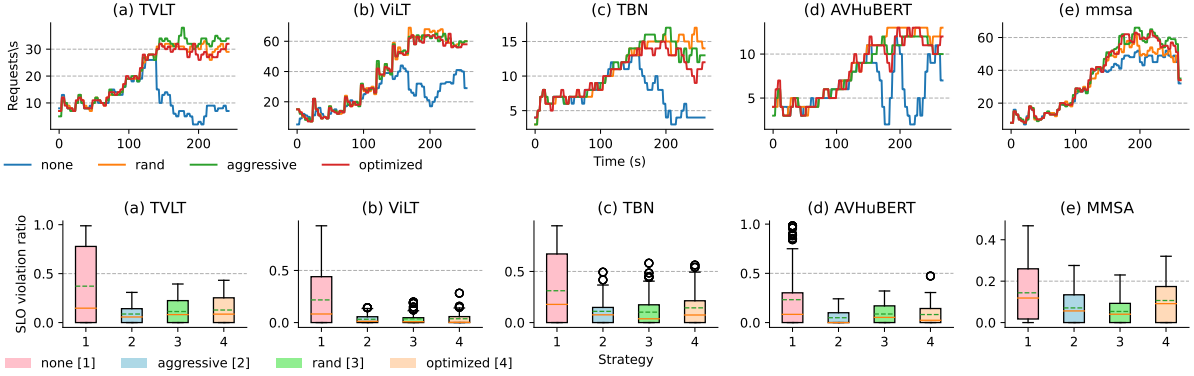 (a) TVLT
(b) ViLT
(c) TBN
(d) AVHuBERT
(e) mmsa
Requests\s
30
20
10
0
100
200
60
40
20
0
100
200
15
10
5
0
100
200
10
5
0
100
200
60
40
20
0
100
200
Time (s)
none
rand
aggressive
optimized
(a) TVLT
(b) ViLT
(c) TBN
(d) AVHuBERT
(e) MMSA
SLO violation ratio
1.0
0.5
0.0
1 2 3 4
0.5
0.0
1 2 3 4
0.5
0.0
1 2 3 4
1.0
0.5
0.0
1 2 3 4
0.4
0.2
0.0
1 2 3 4
Strategy
none [1]
aggressive [2]
rand [3]
optimized [4]